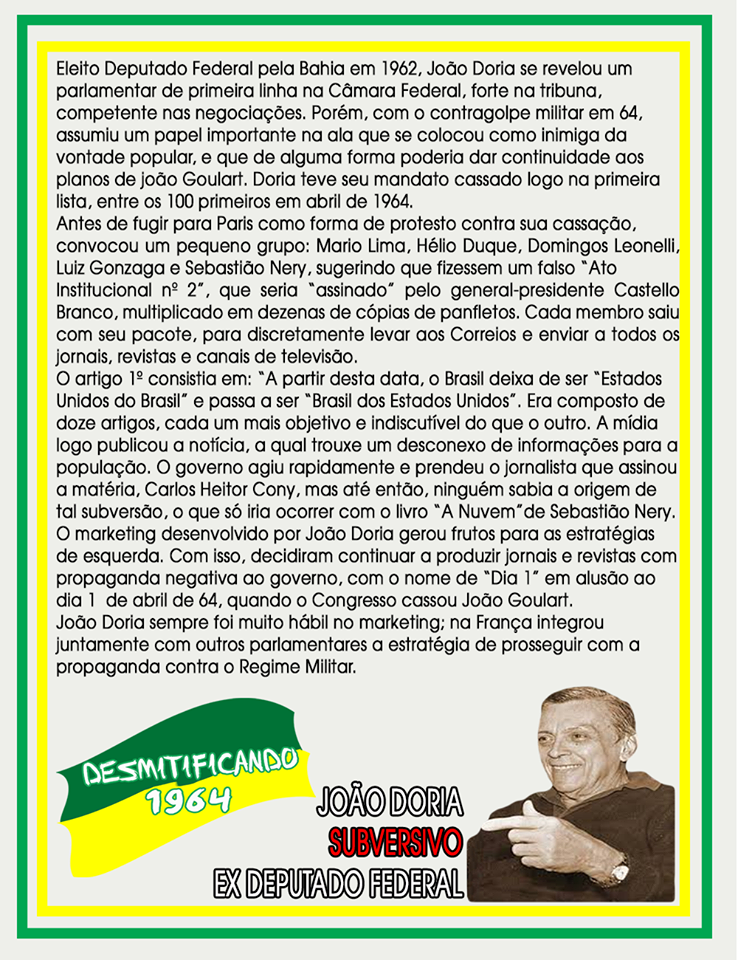 Eleito Deputado Federal pela Bahia em 1962, João Doria se revelou um
parlamentar de primeira linha na Câmara Federal, forte na tribuna,
competente nas negociações. Porém, com o contragolpe militar em 64,
assumiu um papel importante na ala que se colocou como inimiga da
vontade popular, e que de alguma forma poderia dar continuidade aos
planos de joão Goulart. Doria teve seu mandato cassado logo na primeira
lista, entre os 100 primeiros em abril de 1964.
Antes de fugir para Paris como forma de protesto contra sua cassação,
convocou um pequeno grupo: Mario Lima, Hélio Duque, Domingos Leonelli,
Luiz Gonzaga e Sebastião Nery, sugerindo que fizessem um falso “Ato
Institucional nº 2”, que seria “assinado” pelo general-presidente Castello
Branco, multiplicado em dezenas de cópias de panfletos. Cada membro saiu
com seu pacote, para discretamente levar aos Correios e enviar a todos os
jornais, revistas e canais de televisão.
O artigo 1º consistia em: “A partir desta data, o Brasil deixa de ser “Estados
Unidos do Brasil” e passa a ser “Brasil dos Estados Unidos”. Era composto de
doze artigos, cada um mais objetivo e indiscutível do que o outro. A mídia
logo publicou a notícia, a qual trouxe um desconexo de informações para a
população. O governo agiu rapidamente e prendeu o jornalista que assinou
a matéria, Carlos Heitor Cony, mas até então, ninguém sabia a origem de
tal subversão, o que só iria ocorrer com o livro “A Nuvem”de Sebastião Nery.
O marketing desenvolvido por João Doria gerou frutos para as estratégias
de esquerda. Com isso, decidiram continuar a produzir jornais e revistas com
propaganda negativa ao governo, com o nome de “Dia 1” em alusão ao
dia 1  de abril de 64, quando o Congresso cassou João Goulart.
João Doria sempre foi muito hábil no marketing; na França integrou
juntamente com outros parlamentares a estratégia de prosseguir com a
propaganda contra o Regime Militar.
DESMITIFICANDO
1964
JOÃO DORIA
SUBVERSIVO
EX DEPUTADO FEDERAL